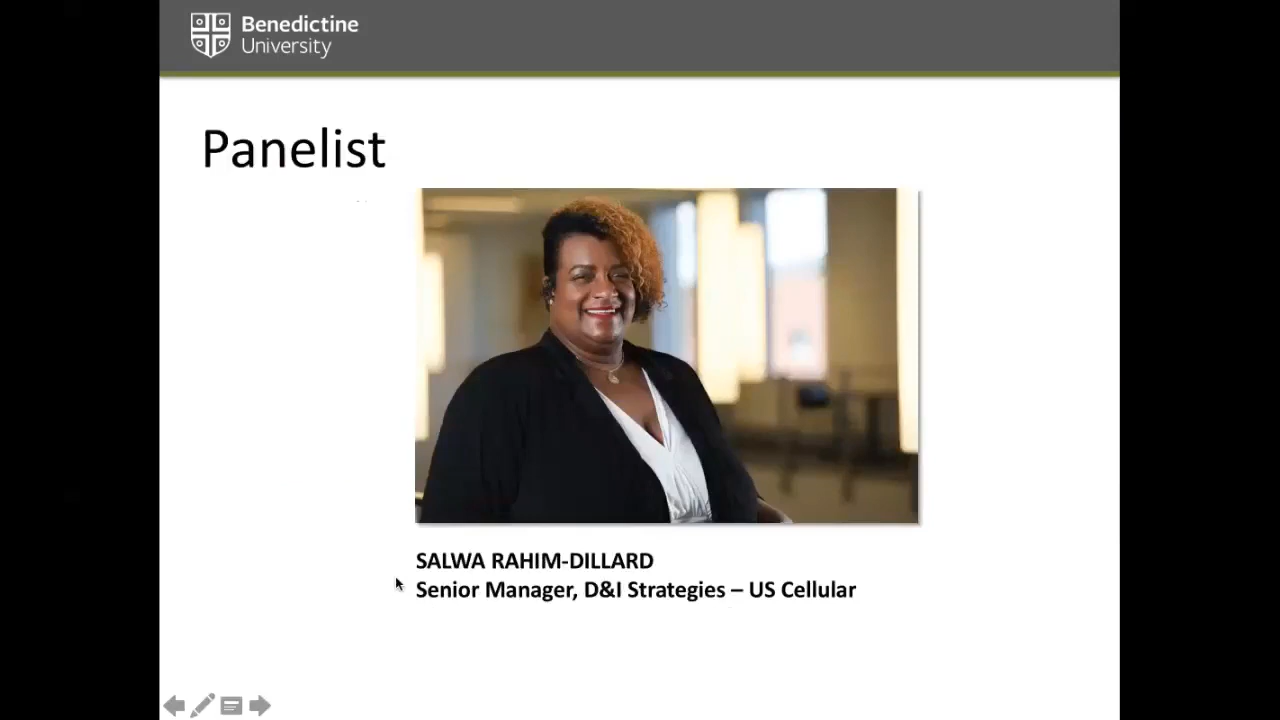 Benedictine
University
Panelist
SALWA RAHIM-DILLARD
Senior Manager, D&I Strategies – US Cellular